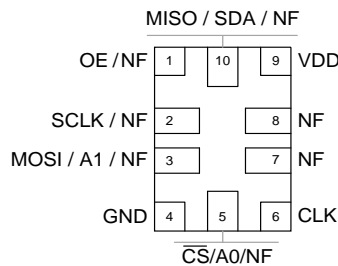 MISO / SDA / NF
OE / NF 1 10 9 VDD
SCLK / NF 2 8 NF
MOSI / A1 / NF 3 7 NF
GND 4 5 6 CLK
C̅S̅/A0/NF